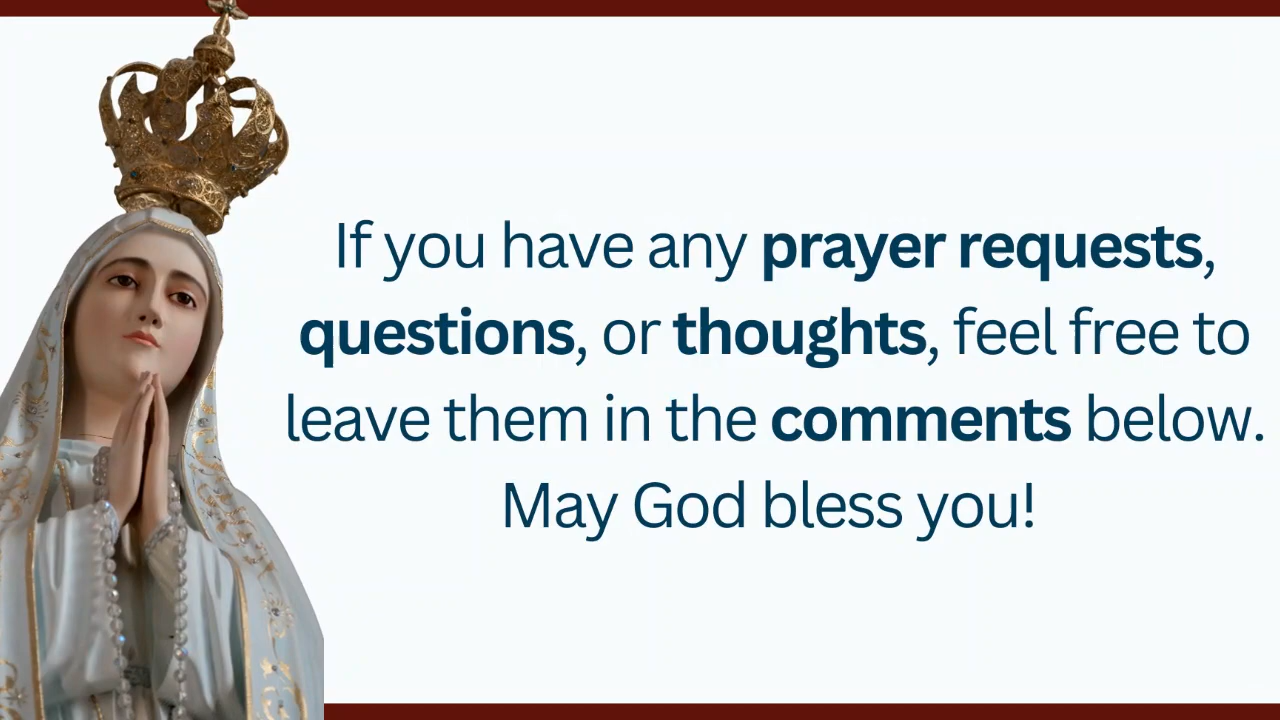 If you have any prayer requests,
questions, or thoughts, feel free to
leave them in the comments below.
May God bless you!